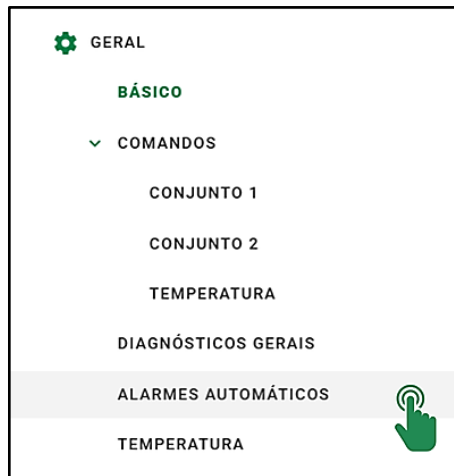 GERAL
BÁSICO
COMANDOS
CONJUNTO 1
CONJUNTO 2
TEMPERATURA
DIAGNÓSTICOS GERAIS
ALARMES AUTOMÁTICOS
TEMPERATURA